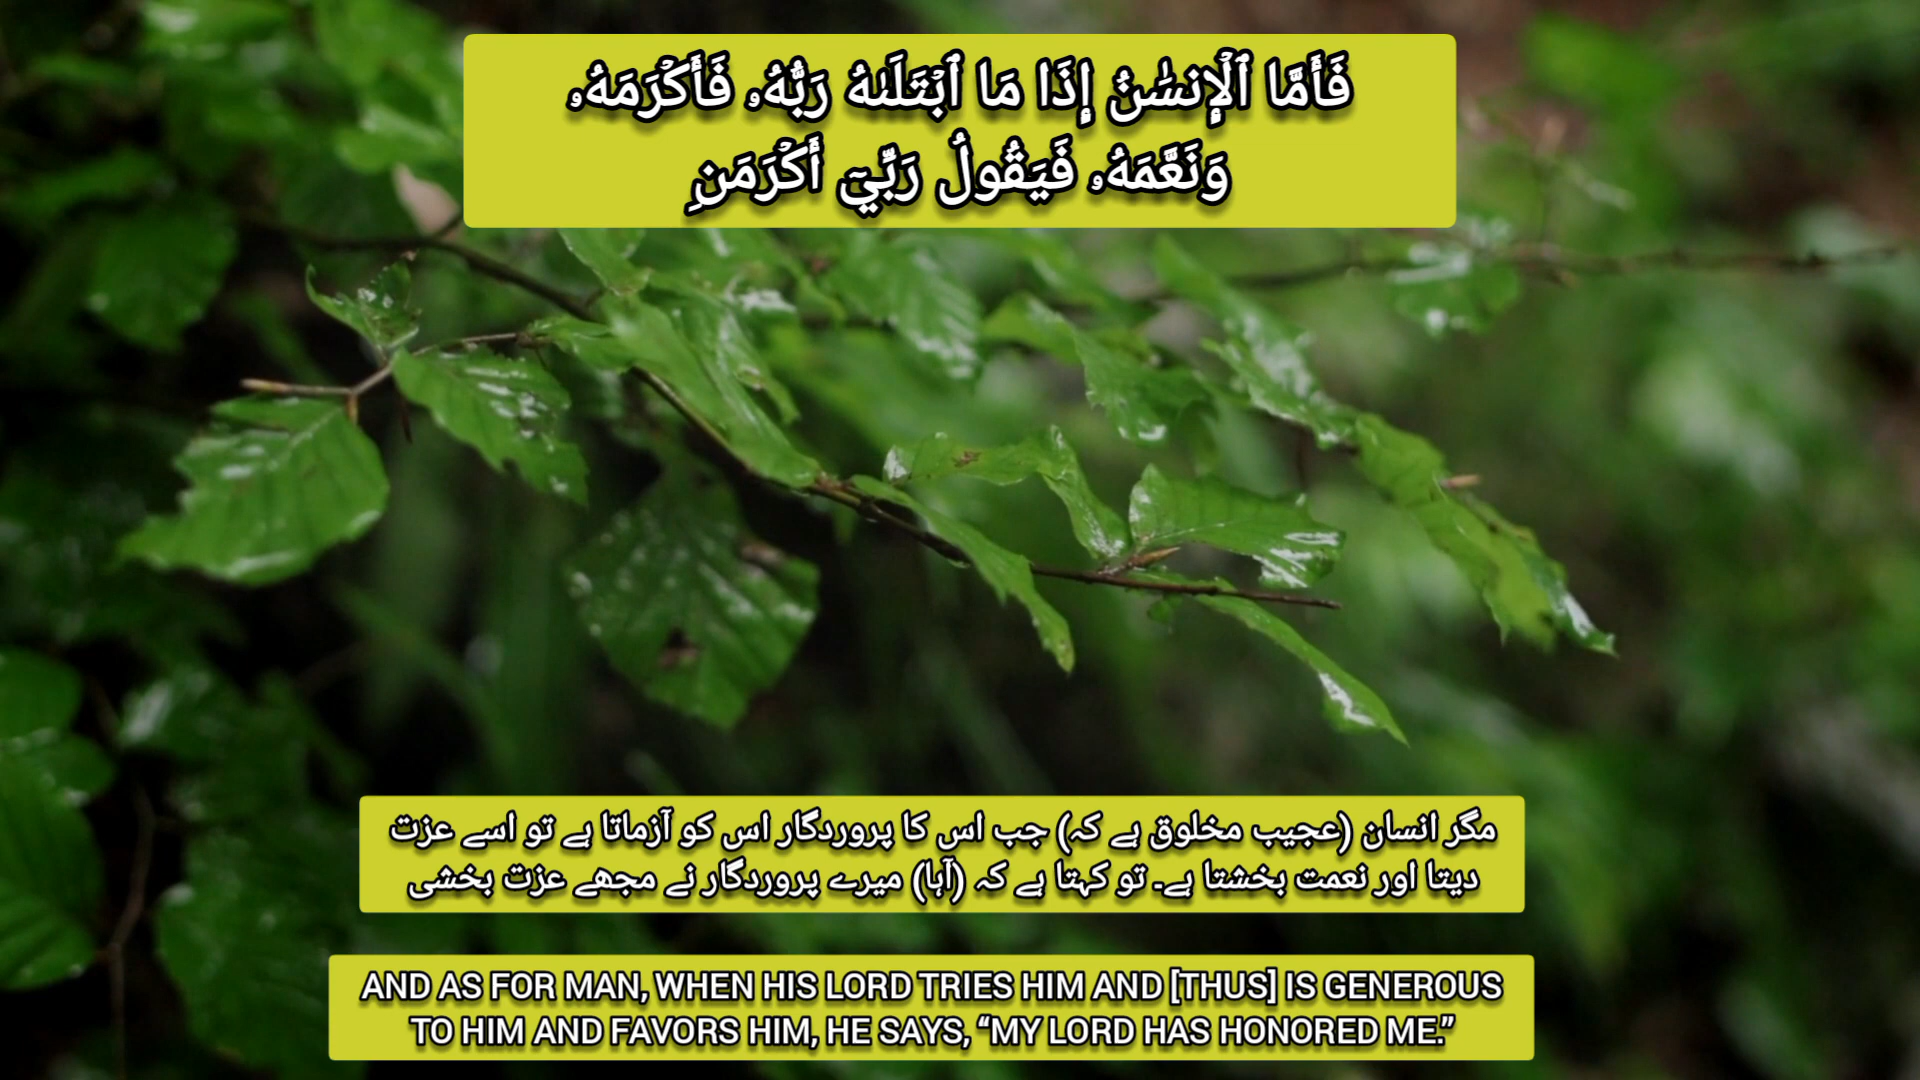 فَأَمَّا ٱلْإِنسَٰنُ إِذَا مَا ٱبْتَلَىٰهُ رَبُّهُۥ فَأَكْرَمَهُۥ
وَنَعَّمَهُۥ فَيَقُولُ رَبِّيٓ أَكْرَمَنِ
مگر انسان (عجیب مخلوق ہے کہ) جب اس کا پروردگار اس کو آزماتا ہے تو اسے عزت
دیتا اور نعمت بخشتا ہے۔ تو کہتا ہے کہ (آہا) میرے پروردگار نے مجھے عزت بخشی
AND AS FOR MAN, WHEN HIS LORD TRIES HIM AND [THUS] IS GENEROUS
TO HIM AND FAVORS HIM, HE SAYS, “MY LORD HAS HONORED ME.”